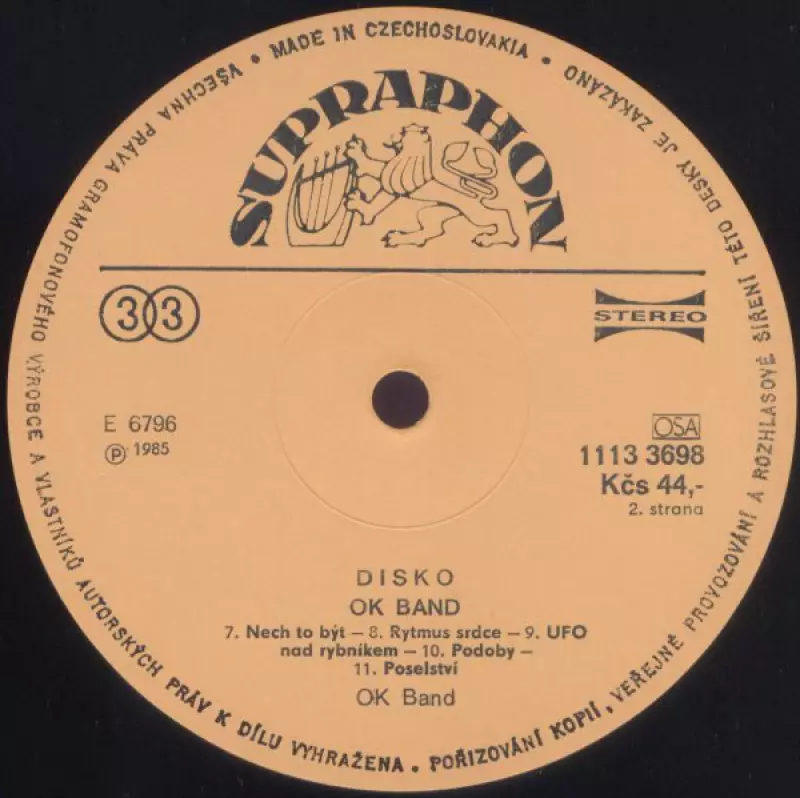 • MADE IN CZECHOSLOVAKIA •
VŠECHNA PRÁVA GRAMOFONOVÉHO VÝROBCE A VLASTNÍKŮ AUTORSKÝCH PRÁV K DÍLU VYHRAŽENA. POŘIZOVÁNÍ KOPIÍ, VEŘEJNÉ PROVOZOVÁNÍ A ROZHLASOVÉ ŠÍŘENÍ TÉTO DESKY JE ZAKÁZÁNO
SUPRAPHON
33
STEREO
E 6796
Ⓟ 1985
OSA
1113 3698
Kčs 44,-
2. strana
DISKO
OK BAND
7. Nech to být – 8. Rytmus srdce – 9. UFO
nad rybníkem – 10. Podoby –
11. Poselství
OK Band